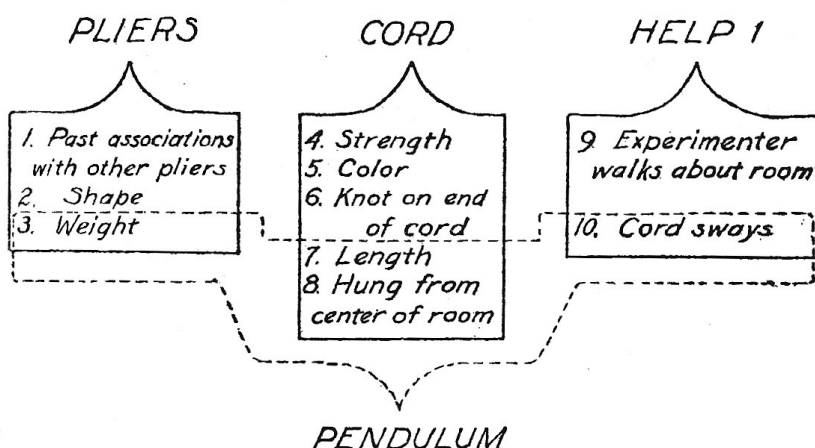 PLIERS
CORD
HELP 1
1. Past associations
with other pliers
2. Shape
3. Weight
4. Strength
5. Color
6. Knot on end
of cord
7. Length
8. Hung from
center of room
9 Experimenter
walks about room
10. Cord sways
PENDULUM